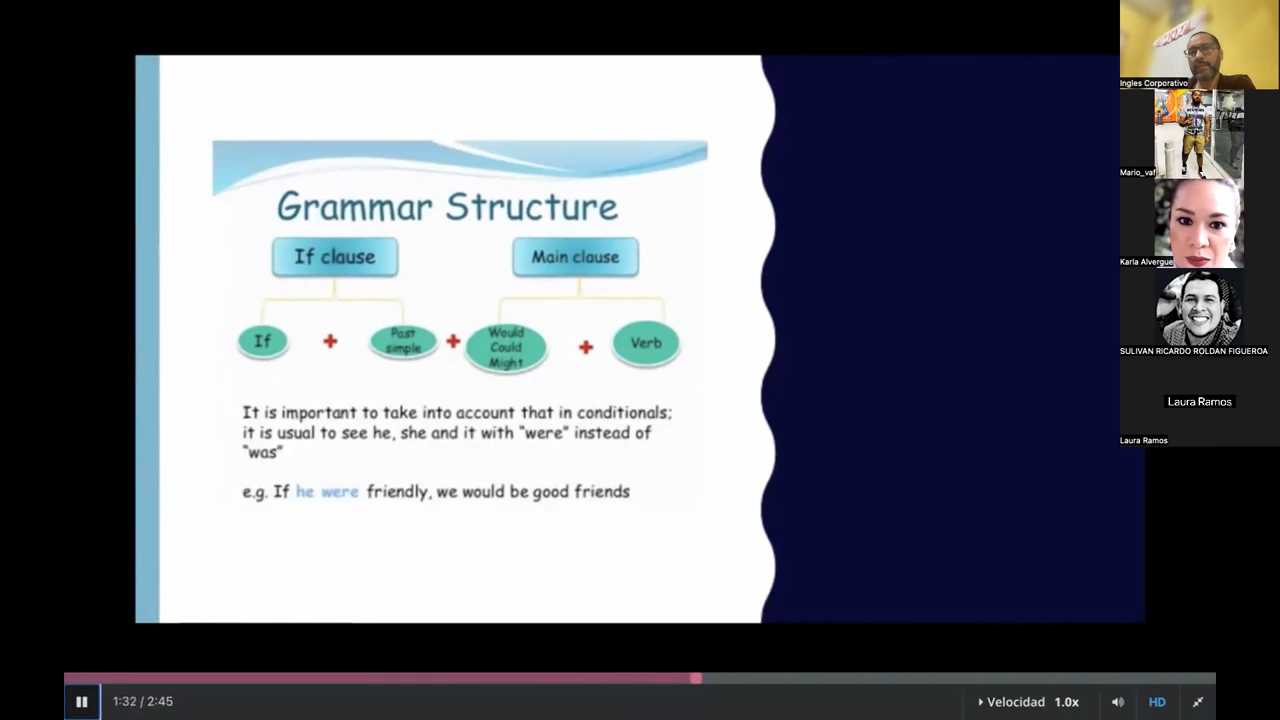 Grammar Structure
If clause
Main clause
If
+
Past
simple
+
Would
Could
Might
+
Verb
It is important to take into account that in conditionals;
it is usual to see he, she and it with “were” instead of
“was”
e.g. If he were friendly, we would be good friends
Ingles Corporativo
Mario_vaf
Karla Alvergue
SULIVAN RICARDO ROLDAN FIGUEROA
Laura Ramos
Laura Ramos
1:32 / 2:45
Velocidad 1.0x
HD